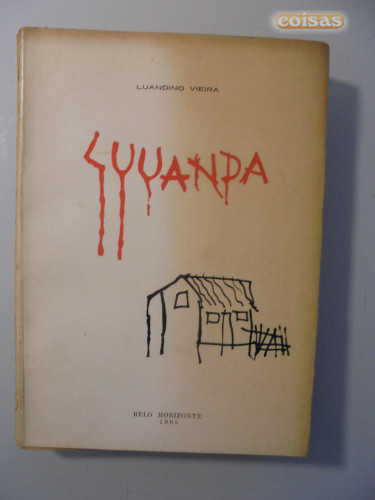 coisas
LUANDINO VIEIRA
LUUANDA
BELO HORIZONTE
1965